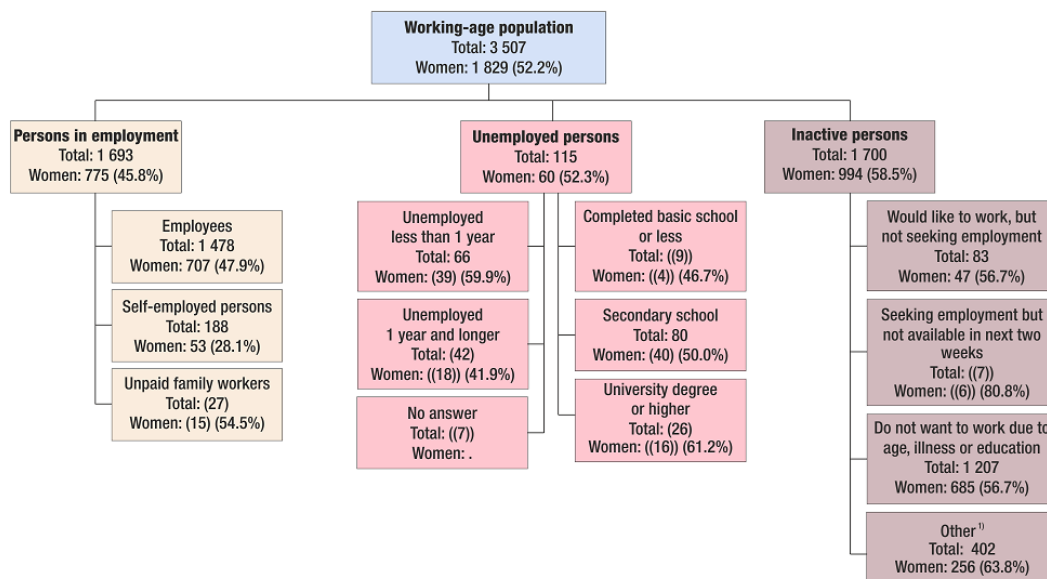 Working-age population
Total: 3 507
Women: 1 829 (52.2%)
Persons in employment
Total: 1 693
Women: 775 (45.8%)
Employees
Total: 1 478
Women: 707 (47.9%)
Self-employed persons
Total: 188
Women: 53 (28.1%)
Unpaid family workers
Total: (27)
Women: (15) (54.5%)
Unemployed persons
Total: 115
Women: 60 (52.3%)
Unemployed
less than 1 year
Total: 66
Women: (39) (59.9%)
Unemployed
1 year and longer
Total: (42)
Women: ((18)) (41.9%)
No answer
Total: ((7))
Women: .
Completed basic school
or less
Total: ((9))
Women: ((4)) (46.7%)
Secondary school
Total: 80
Women: (40) (50.0%)
University degree
or higher
Total: (26)
Women: ((16)) (61.2%)
Inactive persons
Total: 1 700
Women: 994 (58.5%)
Would like to work, but
not seeking employment
Total: 83
Women: 47 (56.7%)
Seeking employment but
not available in next two
weeks
Total: ((7))
Women: ((6)) (80.8%)
Do not want to work due to
age, illness or education
Total: 1 207
Women: 685 (56.7%)
Other 1)
Total: 402
Women: 256 (63.8%)